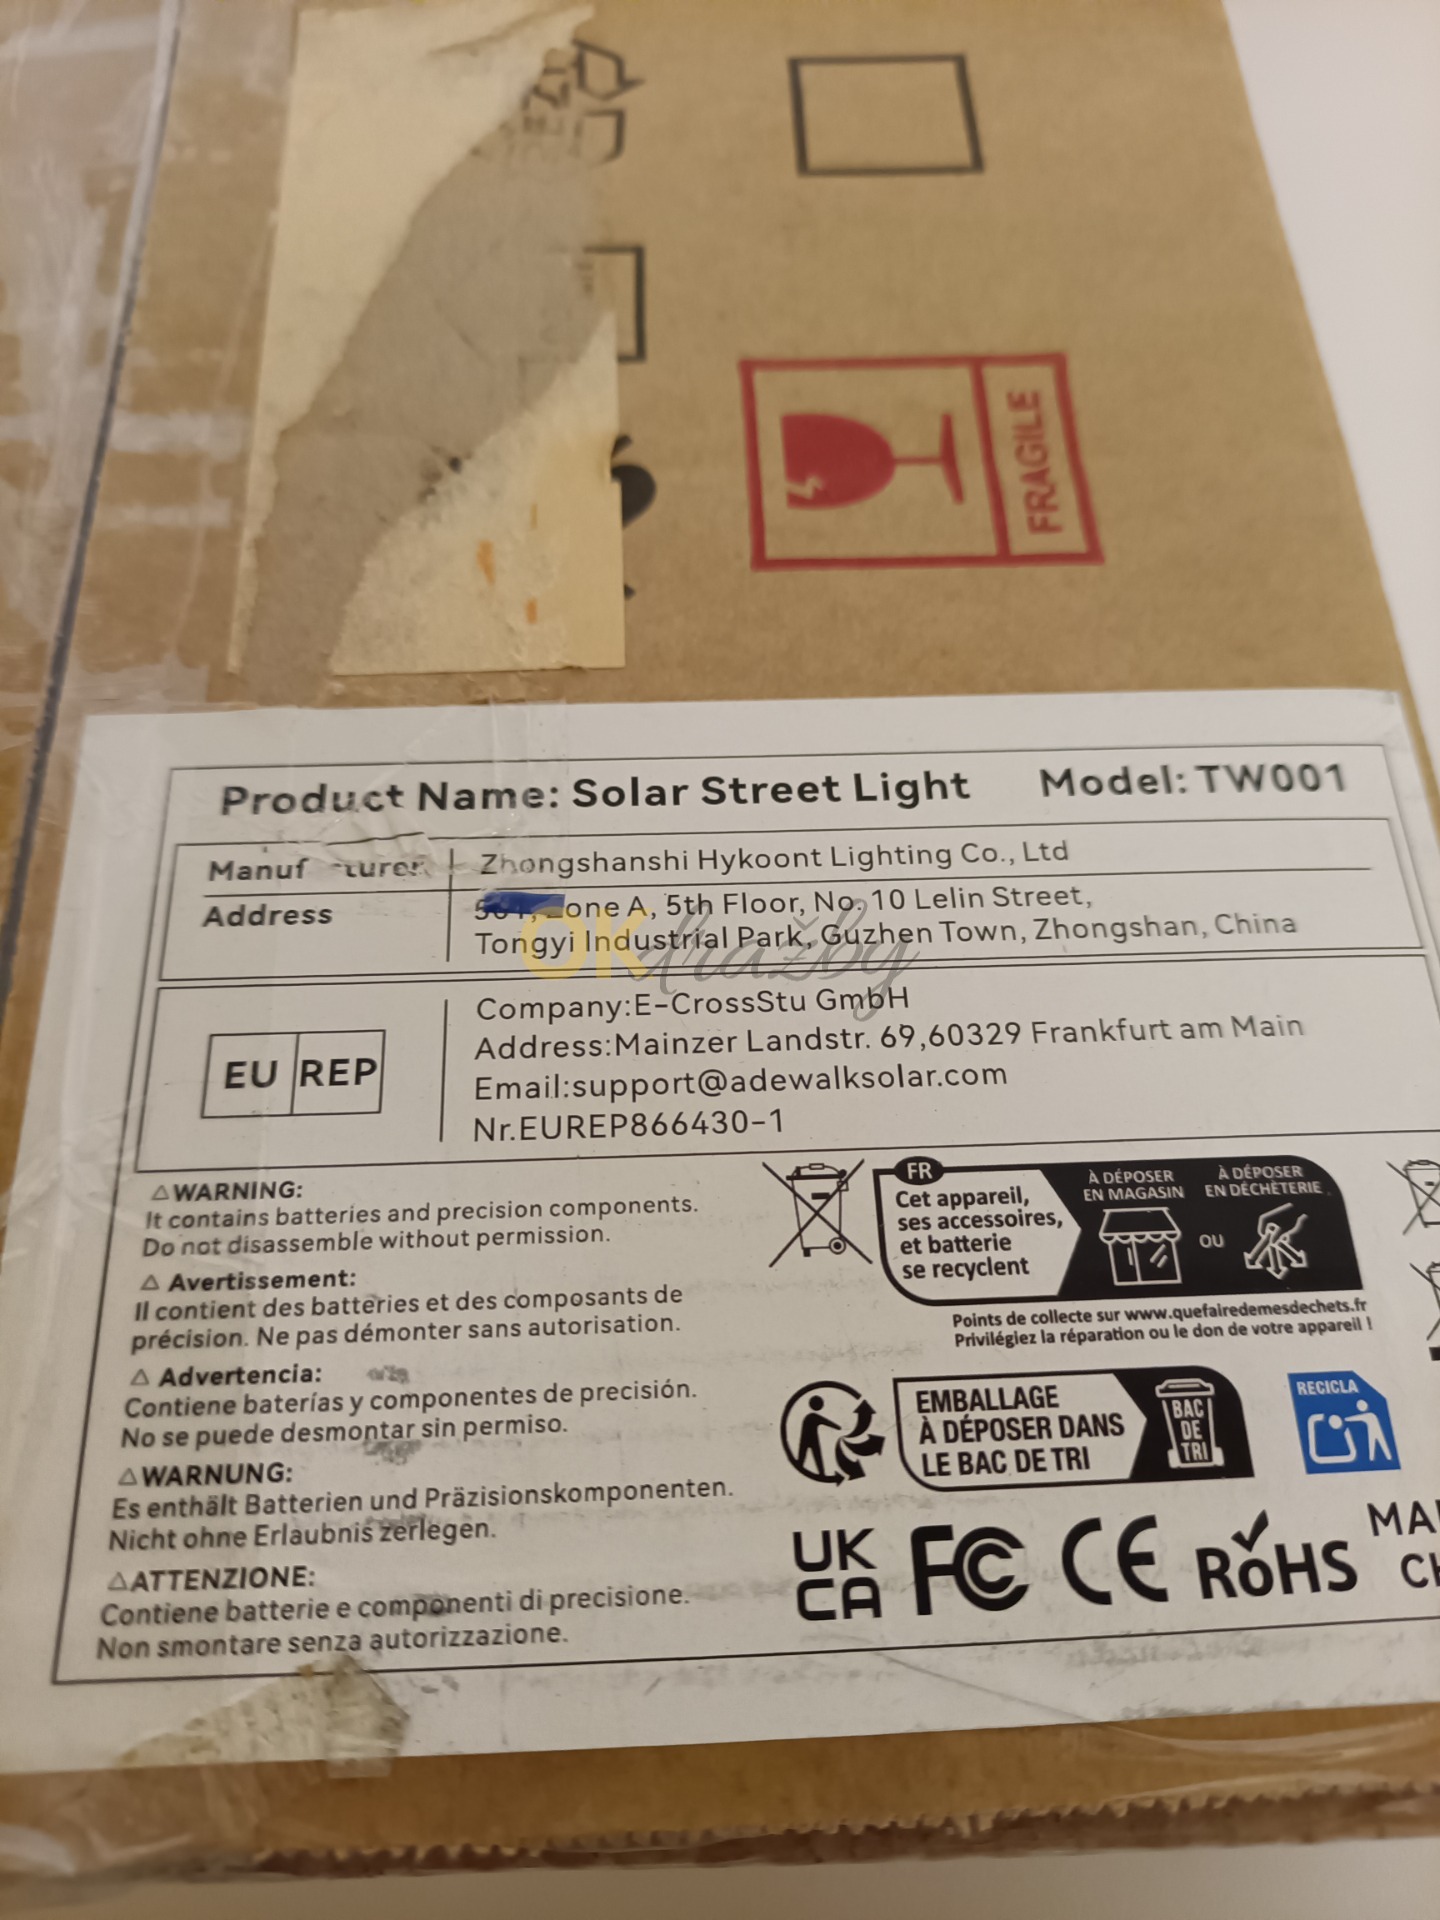 FRAGILE
Product Name: Solar Street Light Model: TW001
Manufacturer Zhongshanshi Hykoont Lighting Co., Ltd
Address Zone A, 5th Floor, No. 10 Lelin Street,
Tongyi Industrial Park, Guzhen Town, Zhongshan, China
OKdražby
EU REP
Company:E-CrossStu GmbH
Address:Mainzer Landstr. 69,60329 Frankfurt am Main
Email:support@adewalksolar.com
Nr.EUREP866430-1
⚠WARNING:
It contains batteries and precision components.
Do not disassemble without permission.
⚠ Avertissement:
Il contient des batteries et des composants de
précision. Ne pas démonter sans autorisation.
⚠ Advertencia:
Contiene baterías y componentes de precisión.
No se puede desmontar sin permiso.
⚠WARNUNG:
Es enthält Batterien und Präzisionskomponenten.
Nicht ohne Erlaubnis zerlegen.
⚠ATTENZIONE:
Contiene batterie e componenti di precisione.
Non smontare senza autorizzazione.
FR
Cet appareil,
ses accessoires,
et batterie
se recyclent
À DÉPOSER
EN MAGASIN
OU
À DÉPOSER
EN DÉCHÈTERIE
Points de collecte sur www.quefairedemesdechets.fr
Privilégiez la réparation ou le don de votre appareil !
EMBALLAGE
À DÉPOSER DANS
LE BAC DE TRI
BAC
DE
TRI
RECICLA
UK
CA
FC
CE
RoHS